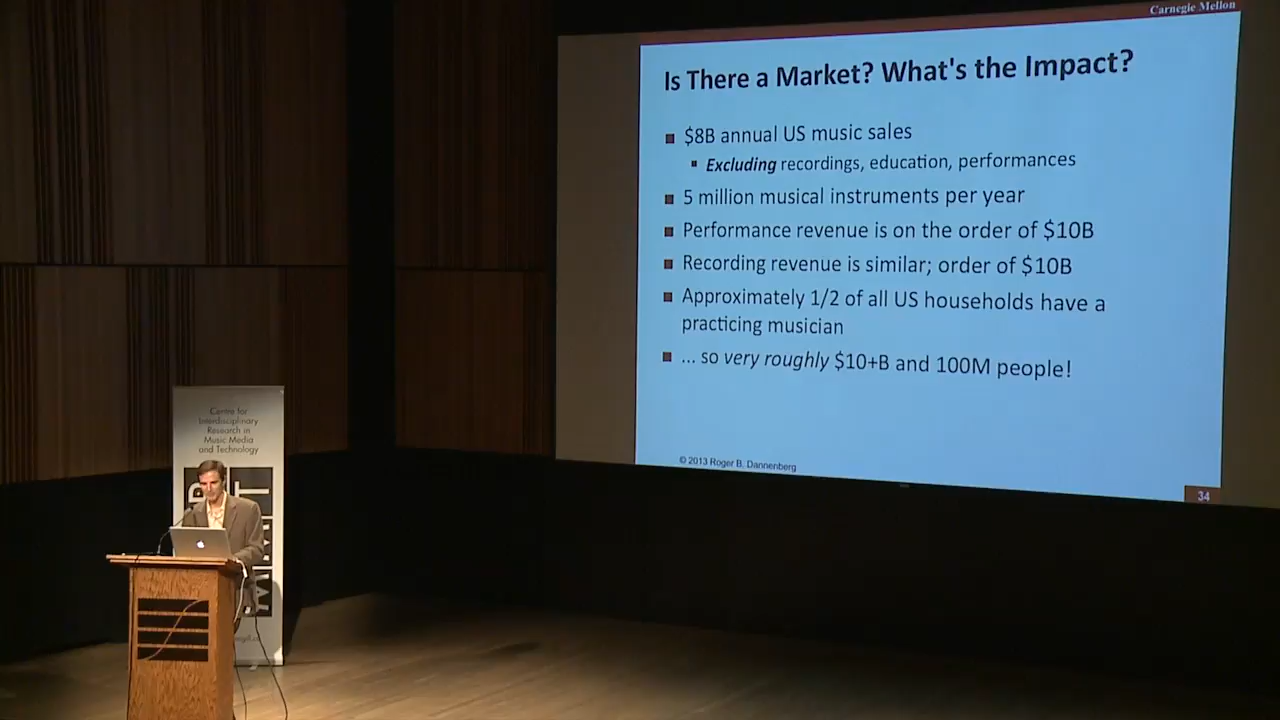 Carnegie Mellon
Is There a Market? What's the Impact?
$8B annual US music sales
Excluding recordings, education, performances
5 million musical instruments per year
Performance revenue is on the order of $10B
Recording revenue is similar; order of $10B
Approximately 1/2 of all US households have a
practicing musician
... so very roughly $10+B and 100M people!
© 2013 Roger B. Dannenberg
34
Centre for
Interdisciplinary
Research in
Music Media
and Technology